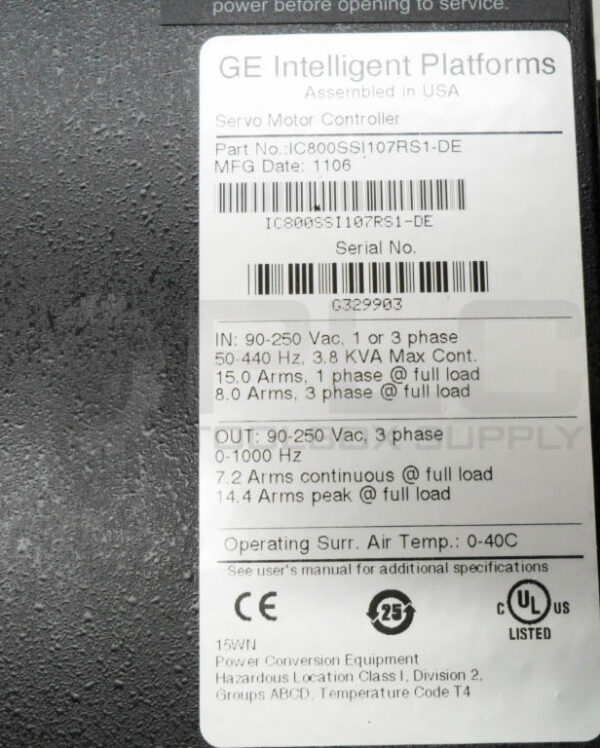 power before opening to service.
GE Intelligent Platforms
Assembled in USA
Servo Motor Controller
Part No.:IC800SSI107RS1-DE
MFG Date: 1106
IC800SSI107RS1-DE
Serial No.
G329903
IN: 90-250 Vac, 1 or 3 phase
50-440 Hz, 3.8 KVA Max Cont.
15.0 Arms, 1 phase @ full load
8.0 Arms, 3 phase @ full load
OUT: 90-250 Vac, 3 phase
0-1000 Hz
7.2 Arms continuous @ full load
14.4 Arms peak @ full load
Operating Surr. Air Temp.: 0-40C
See user's manual for additional specifications
CE
25
C UL US
LISTED
15WN
Power Conversion Equipment
Hazardous Location Class I, Division 2,
Groups ABCD, Temperature Code T4
PLC
SUPPLY